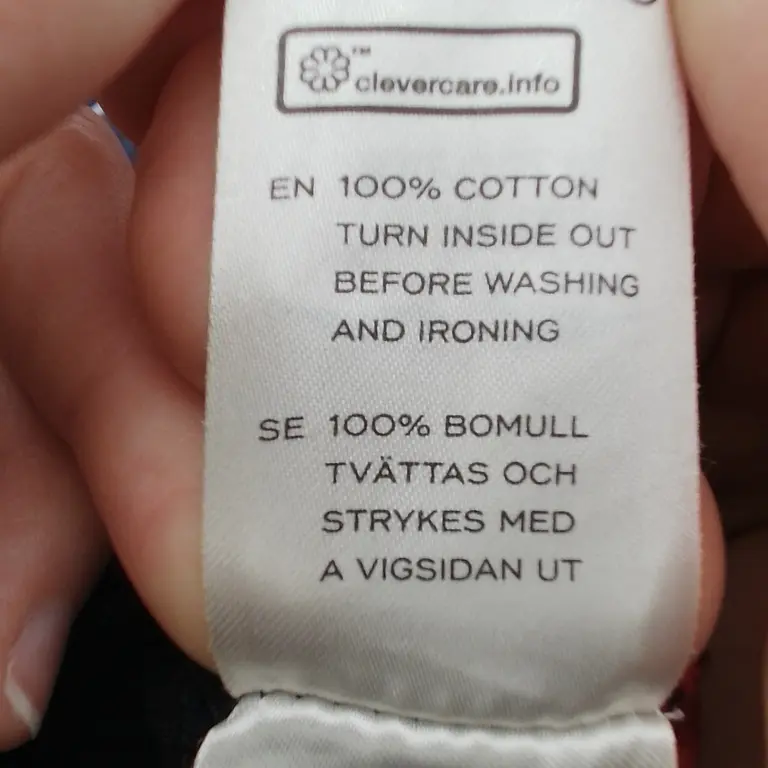 ™
clevercare.info
EN 100% COTTON
TURN INSIDE OUT
BEFORE WASHING
AND IRONING
SE 100% BOMULL
TVÄTTAS OCH
STRYKES MED
A VIGSIDAN UT